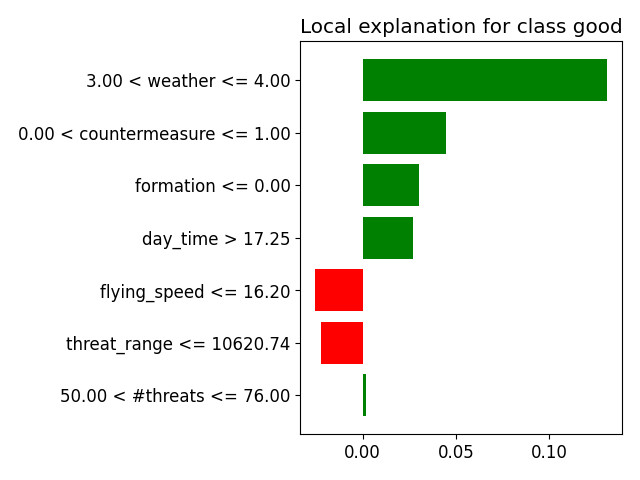 Local explanation for class good
3.00 < weather <= 4.00
0.00 < countermeasure <= 1.00
formation <= 0.00
day_time > 17.25
flying_speed <= 16.20
threat_range <= 10620.74
50.00 < #threats <= 76.00
0.00 0.05 0.10